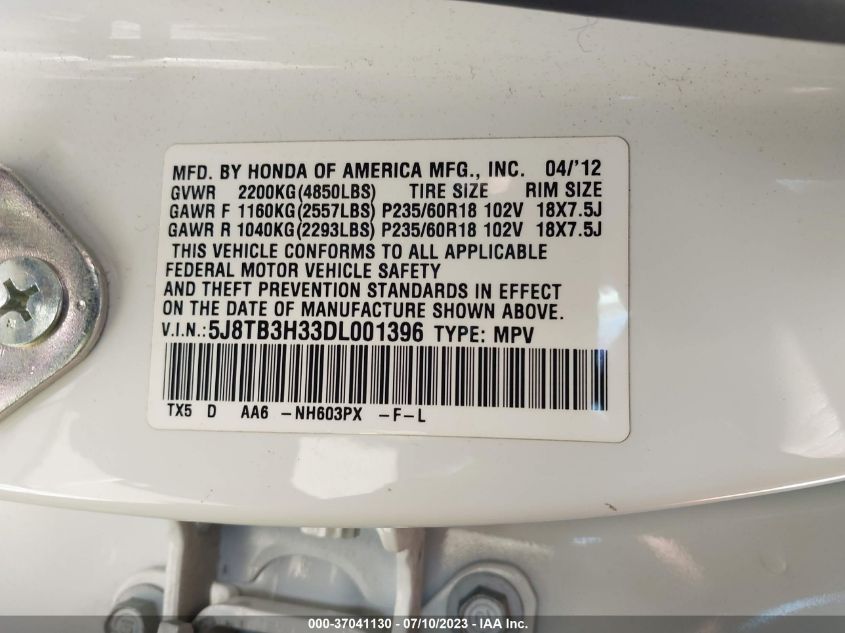 MFD. BY HONDA OF AMERICA MFG., INC. 04/'12
GVWR 2200KG(4850LBS) TIRE SIZE RIM SIZE
GAWR F 1160KG(2557LBS) P235/60R18 102V 18X7.5J
GAWR R 1040KG(2293LBS) P235/60R18 102V 18X7.5J
THIS VEHICLE CONFORMS TO ALL APPLICABLE
FEDERAL MOTOR VEHICLE SAFETY
AND THEFT PREVENTION STANDARDS IN EFFECT
ON THE DATE OF MANUFACTURE SHOWN ABOVE.
V.I.N.:5J8TB3H33DL001396 TYPE: MPV
TX5 D AA6 -NH603PX -F-L
000-37041130 - 07/10/2023 - IAA Inc.